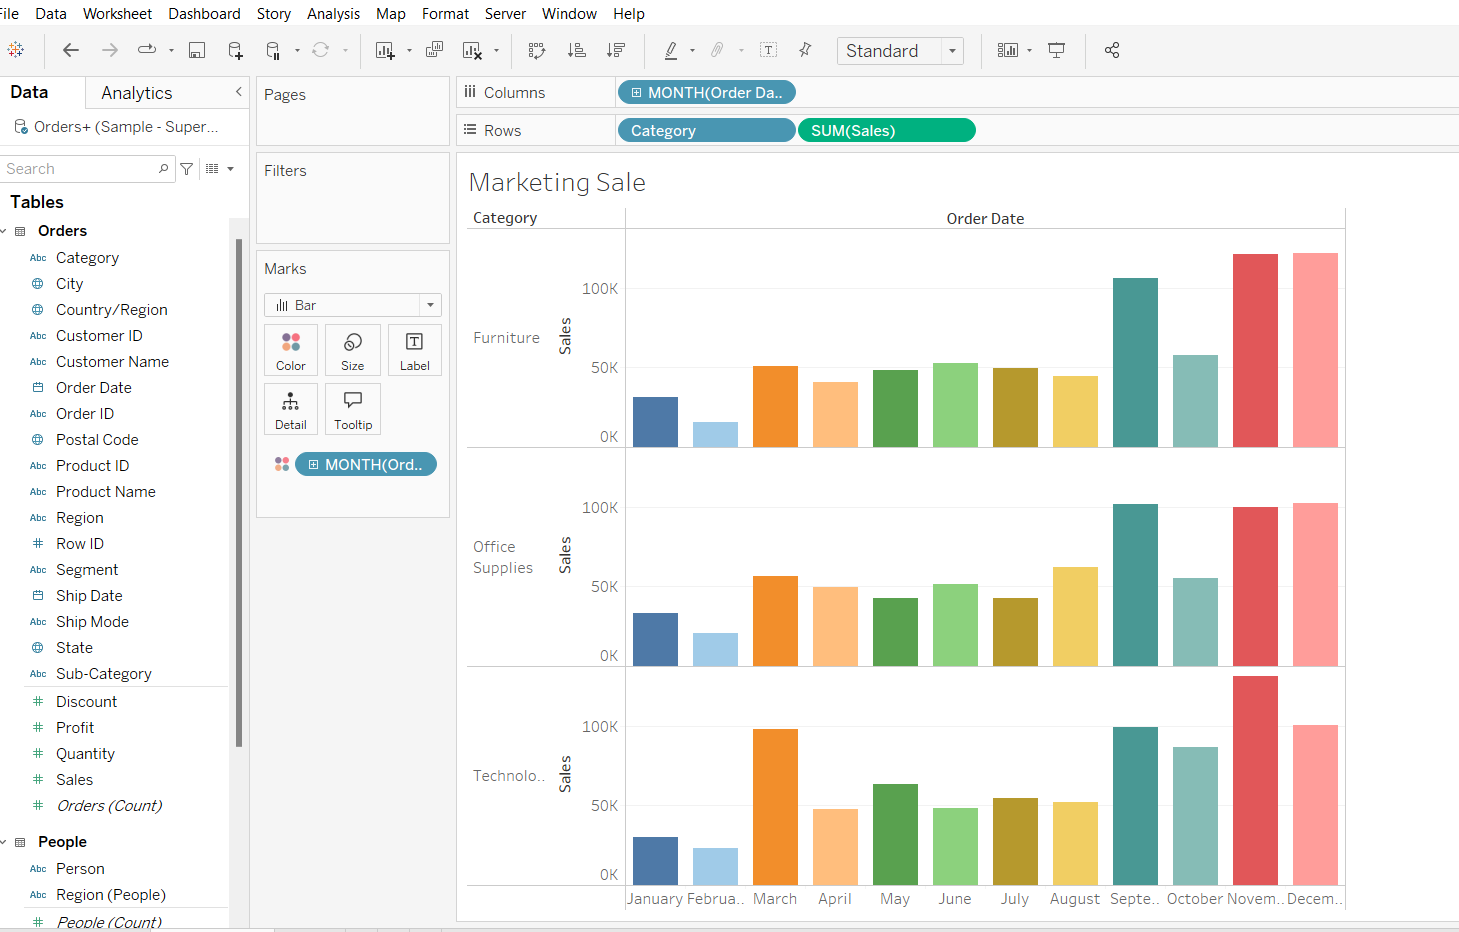 File Data Worksheet Dashboard Story Analysis Map Format Server Window Help
Standard
Data Analytics
Orders+ (Sample - Super...
Search
Tables
Orders
Abc Category
City
Country/Region
Abc Customer ID
Abc Customer Name
Order Date
Abc Order ID
Postal Code
Abc Product ID
Abc Product Name
Abc Region
Row ID
Abc Segment
Ship Date
Abc Ship Mode
State
Abc Sub-Category
Discount
Profit
Quantity
Sales
Orders (Count)
People
Abc Person
Abc Region (People)
People (Count)
Pages
Filters
Marks
Bar
Color Size Label
Detail Tooltip
MONTH(Ord..
Columns MONTH(Order Da..
Rows Category SUM(Sales)
Marketing Sale
Category Order Date
Furniture
Sales
100K
50K
0K
Office
Supplies
Sales
100K
50K
0K
Technolo..
Sales
100K
50K
0K
January Februa.. March April May June July August Septe.. October Novem.. Decem..